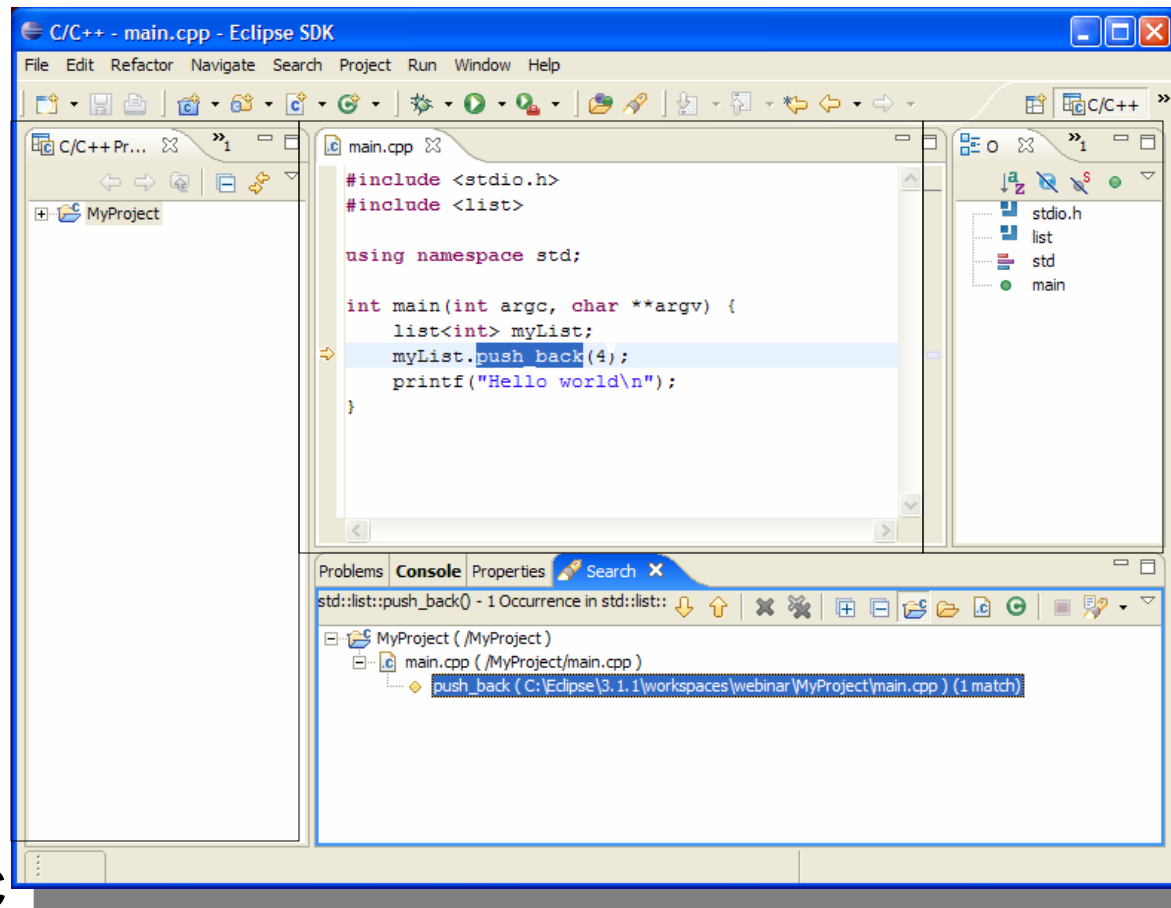 C/C++ - main.cpp - Eclipse SDK
File Edit Refactor Navigate Search Project Run Window Help
C/C++
C/C++ Pr... »1
MyProject
main.cpp
#include <stdio.h>
#include <list>
using namespace std;
int main(int argc, char **argv) {
list<int> myList;
myList.push_back(4);
printf("Hello world\n");
}
O »1
stdio.h
list
std
main
Problems Console Properties Search
std::list::push_back() - 1 Occurrence in std::list::
MyProject ( /MyProject )
main.cpp ( /MyProject/main.cpp )
push_back ( C:\Eclipse\3.1.1\workspaces\webinar\MyProject\main.cpp ) (1 match)